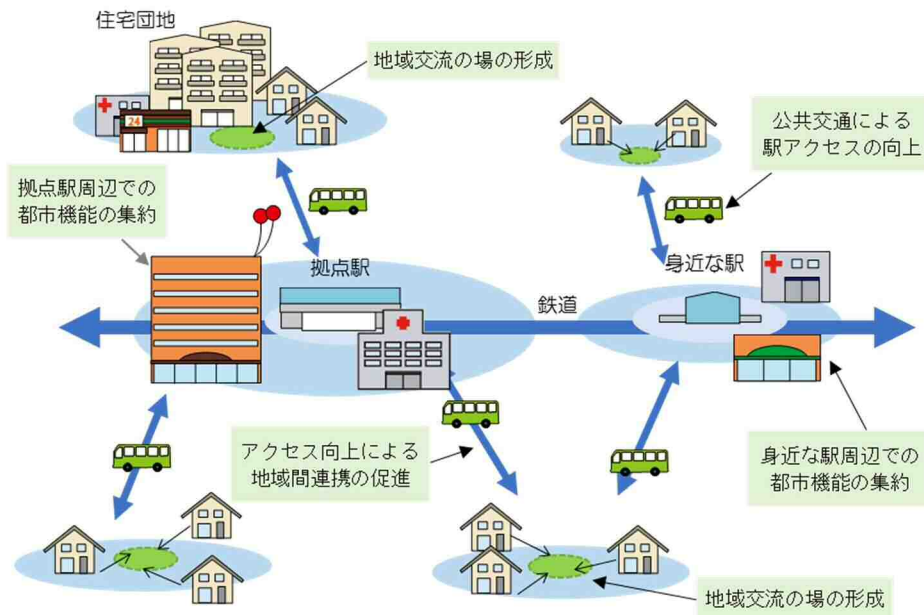 住宅団地
地域交流の場の形成
24
公共交通による
駅アクセスの向上
拠点駅周辺での
都市機能の集約
拠点駅
身近な駅
鉄道
アクセス向上による
地域間連携の促進
身近な駅周辺での
都市機能の集約
地域交流の場の形成